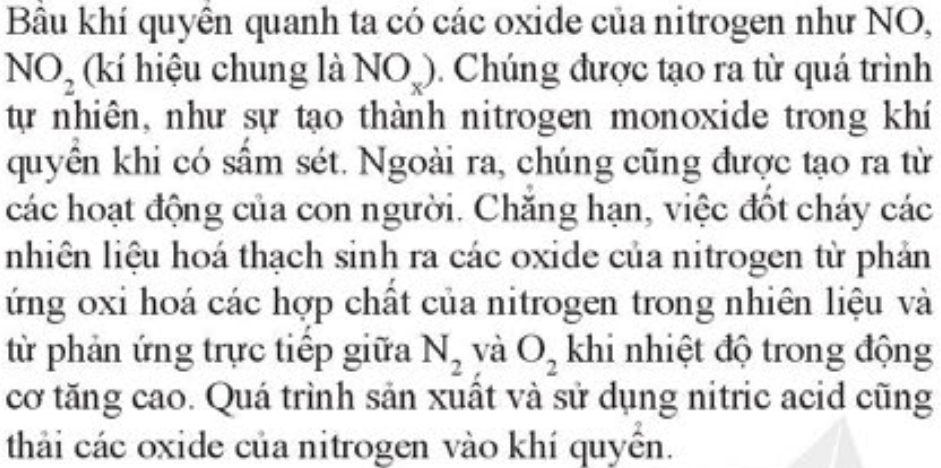 Bầu khí quyển quanh ta có các oxide của nitrogen như NO,
NO₂ (kí hiệu chung là NOₓ). Chúng được tạo ra từ quá trình
tự nhiên, như sự tạo thành nitrogen monoxide trong khí
quyển khi có sấm sét. Ngoài ra, chúng cũng được tạo ra từ
các hoạt động của con người. Chẳng hạn, việc đốt cháy các
nhiên liệu hoá thạch sinh ra các oxide của nitrogen từ phản
ứng oxi hoá các hợp chất của nitrogen trong nhiên liệu và
từ phản ứng trực tiếp giữa N₂ và O₂ khi nhiệt độ trong động
cơ tăng cao. Quá trình sản xuất và sử dụng nitric acid cũng
thải các oxide của nitrogen vào khí quyển.